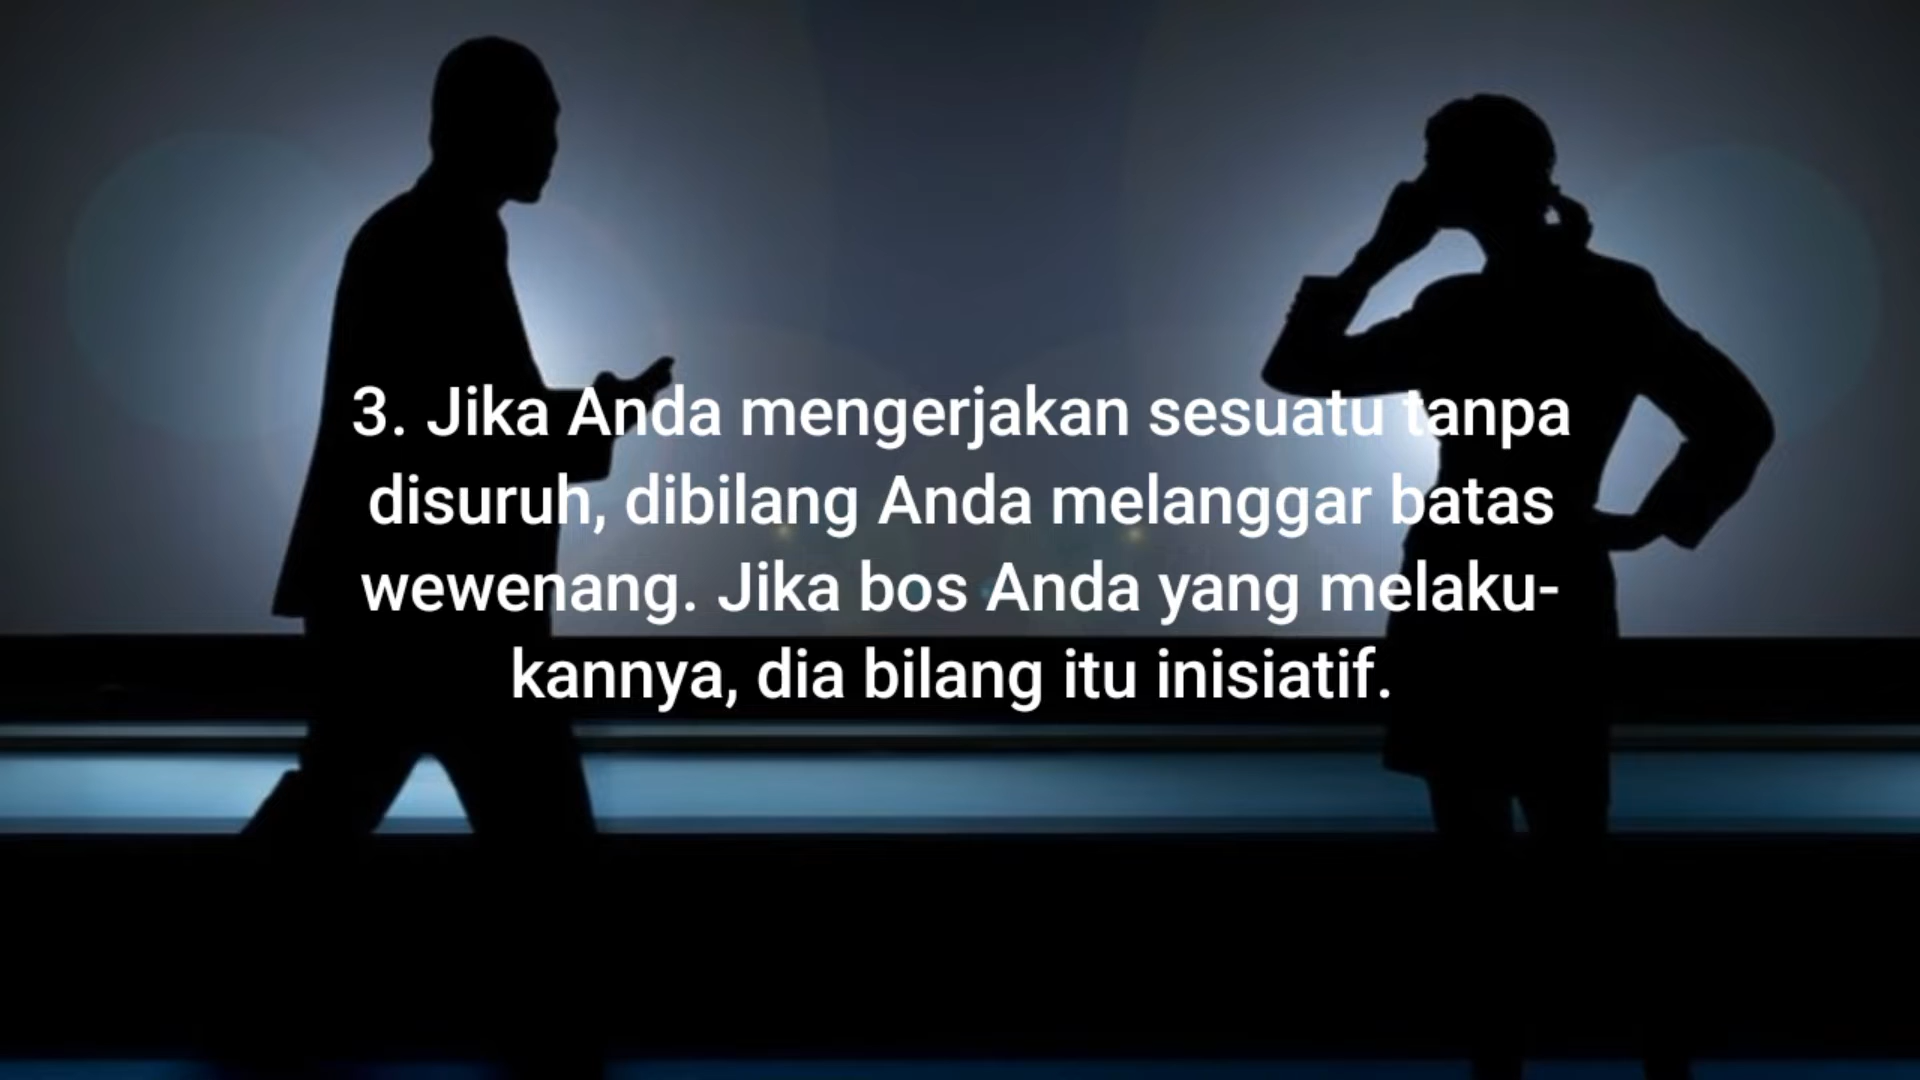 3. Jika Anda mengerjakan sesuatu tanpa
disuruh, dibilang Anda melanggar batas
wewenang. Jika bos Anda yang melaku-
kannya, dia bilang itu inisiatif.